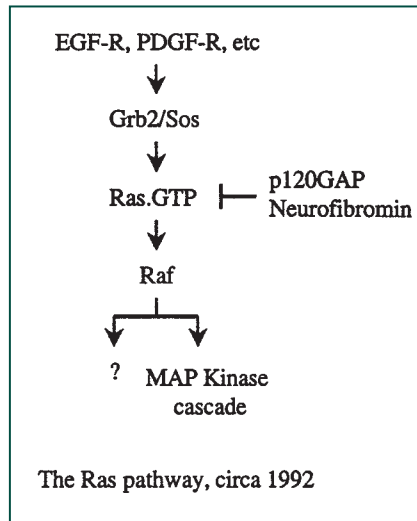 EGF-R, PDGF-R, etc
Grb2/Sos
Ras.GTP
p120GAP
Neurofibromin
Raf
?
MAP Kinase
cascade
The Ras pathway, circa 1992